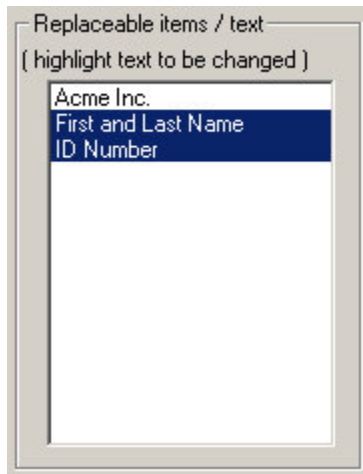 Replaceable items / text
( highlight text to be changed )
Acme Inc.
First and Last Name
ID Number